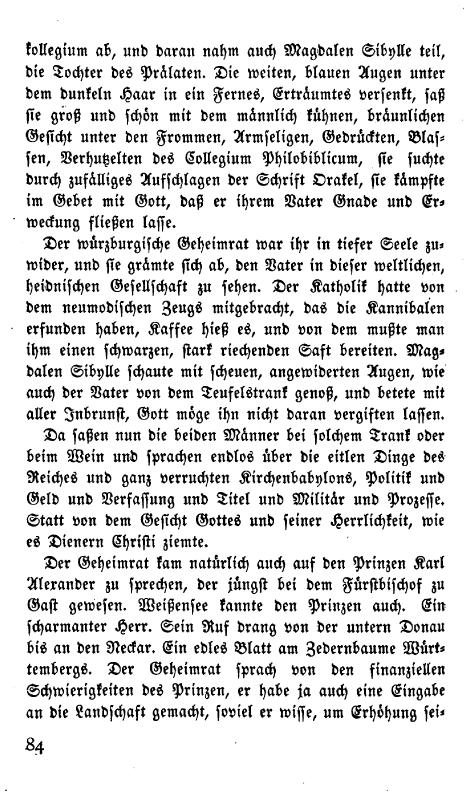 kollegium ab, und daran nahm auch Magdalen Sibylle teil,
die Tochter des Prälaten. Die weiten, blauen Augen unter
dem dunkeln Haar in ein Fernes, Erträumtes versenkt, saß
sie groß und schön mit dem männlich kühnen, bräunlichen
Gesicht unter den Frommen, Armseligen, Gedrückten, Blas-
sen, Verhutzelten des Collegium Philobiblicum, sie suchte
durch zufälliges Aufschlagen der Schrift Orakel, sie kämpfte
im Gebet mit Gott, daß er ihrem Vater Gnade und Er-
weckung fließen lasse.
Der würzburgische Geheimrat war ihr in tiefer Seele zu-
wider, und sie grämte sich ab, den Vater in dieser weltlichen,
heidnischen Gesellschaft zu sehen. Der Katholik hatte von
dem neumodischen Zeugs mitgebracht, das die Kannibalen
erfunden haben, Kaffee hieß es, und von dem mußte man
ihm einen schwarzen, stark riechenden Saft bereiten. Mag-
dalen Sibylle schaute mit scheuen, angewiderten Augen, wie
auch der Vater von dem Teufelstrank genoß, und betete mit
aller Inbrunst, Gott möge ihn nicht daran vergiften lassen.
Da saßen nun die beiden Männer bei solchem Trank oder
beim Wein und sprachen endlos über die eitlen Dinge des
Reiches und ganz verruchten Kirchenbabylons, Politik und
Geld und Verfassung und Titel und Militär und Prozesse.
Statt von dem Gesicht Gottes und seiner Herrlichkeit, wie
es Dienern Christi ziemte.
Der Geheimrat kam natürlich auch auf den Prinzen Karl
Alexander zu sprechen, der jüngst bei dem Fürstbischof zu
Gast gewesen. Weißensee kannte den Prinzen auch. Ein
scharmanter Herr. Sein Ruf drang von der untern Donau
bis an den Neckar. Ein edles Blatt am Zedernbaume Würt-
tembergs. Der Geheimrat sprach von den finanziellen
Schwierigkeiten des Prinzen, er habe ja auch eine Eingabe
an die Landschaft gemacht, soviel er wisse, um Erhöhung sei-
84